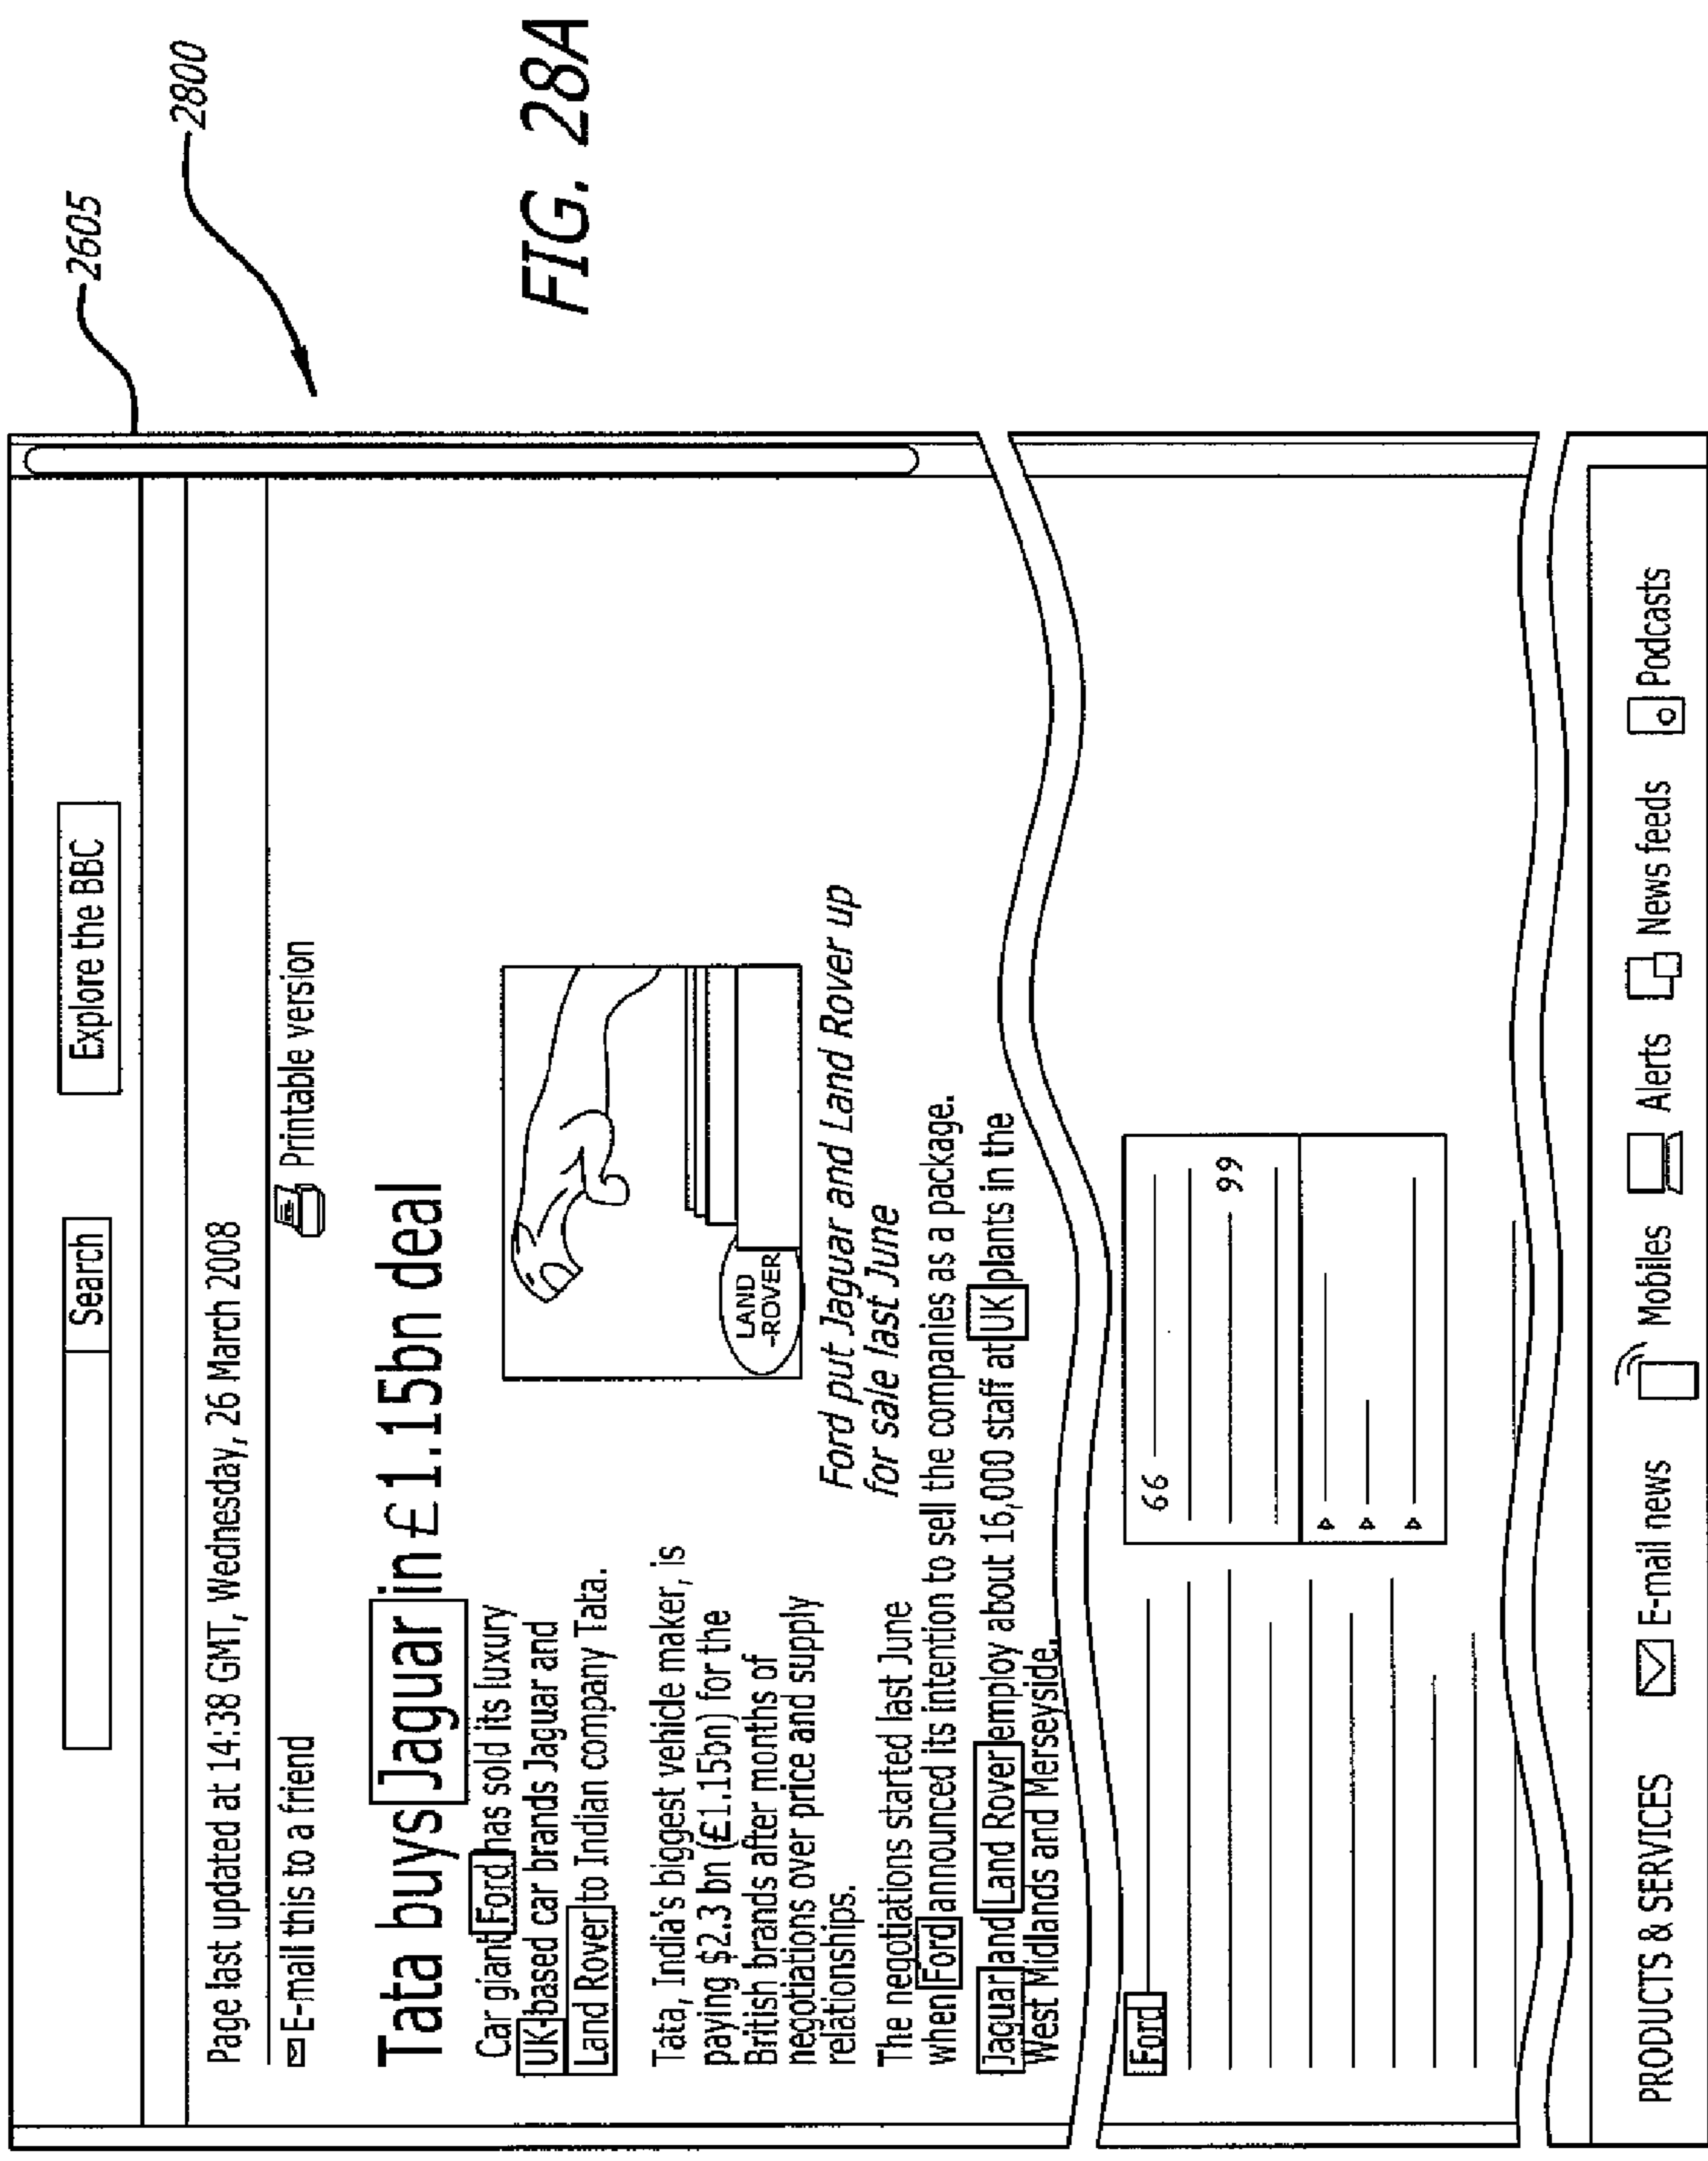 2605
2800
FIG. 28A
Search
Explore the BBC
Page last updated at 14:38 GMT, Wednesday, 26 March 2008
E-mail this to a friend
Printable version
Tata buys Jaguar in £1.15bn deal
Car giant Ford has sold its luxury
UK-based car brands Jaguar and
Land Rover to Indian company Tata.
LAND
-ROVER
Tata, India's biggest vehicle maker, is
paying $2.3 bn (£1.15bn) for the
British brands after months of
negotiations over price and supply
relationships.
Ford put Jaguar and Land Rover up
for sale last June
The negotiations started last June
when Ford announced its intention to sell the companies as a package.
Jaguar and Land Rover employ about 16,000 staff at UK plants in the
West Midlands and Merseyside.
Ford
66
99
PRODUCTS & SERVICES
E-mail news
Mobiles
Alerts
News feeds
Podcasts